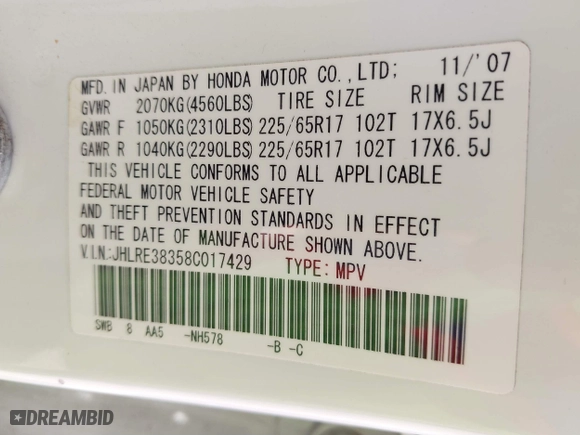 MFD. IN JAPAN BY HONDA MOTOR CO.,LTD; 11/'07
GVWR 2070KG(4560LBS) TIRE SIZE RIM SIZE
GAWR F 1050KG(2310LBS) 225/65R17 102T 17X6.5J
GAWR R 1040KG(2290LBS) 225/65R17 102T 17X6.5J
THIS VEHICLE CONFORMS TO ALL APPLICABLE
FEDERAL MOTOR VEHICLE SAFETY
AND THEFT PREVENTION STANDARDS IN EFFECT
ON THE DATE OF MANUFACTURE SHOWN ABOVE.
V.I.N.:JHLRE38358C017429 TYPE: MPV
SWB 8 AA5 -NH578 -B -C
DREAMBID